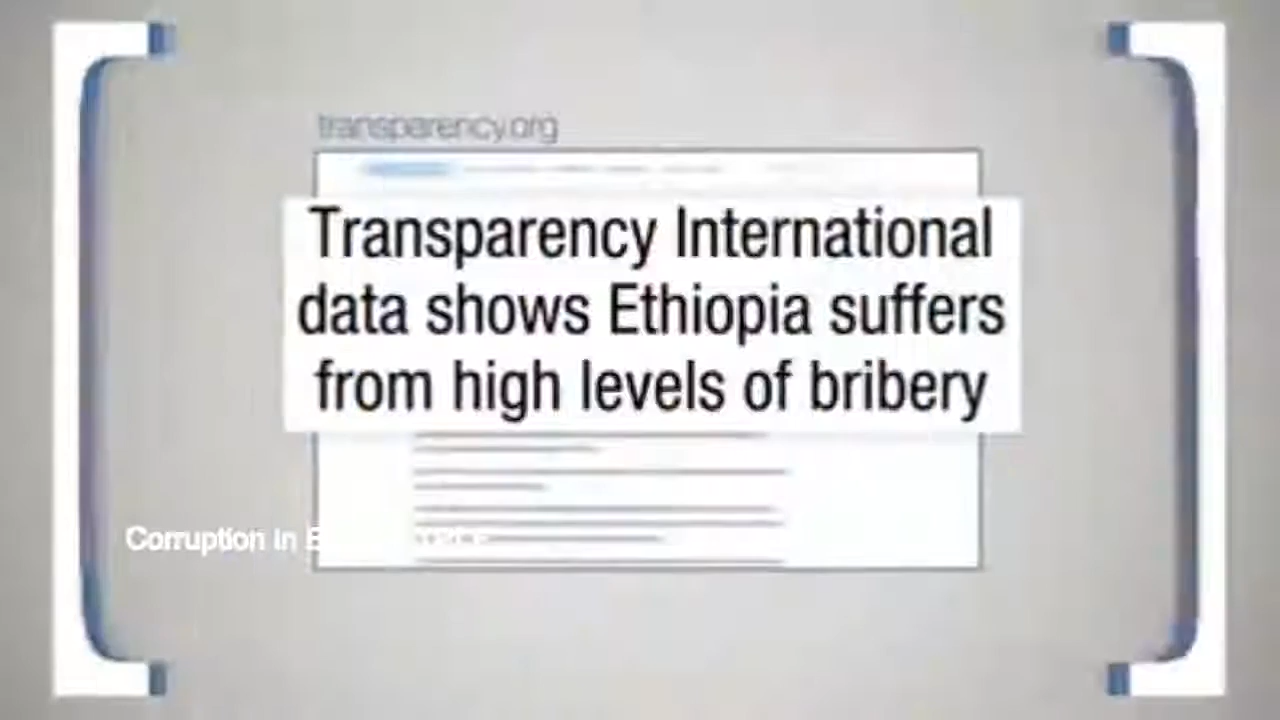 transparency.org
Transparency International
data shows Ethiopia suffers
from high levels of bribery
Corruption in